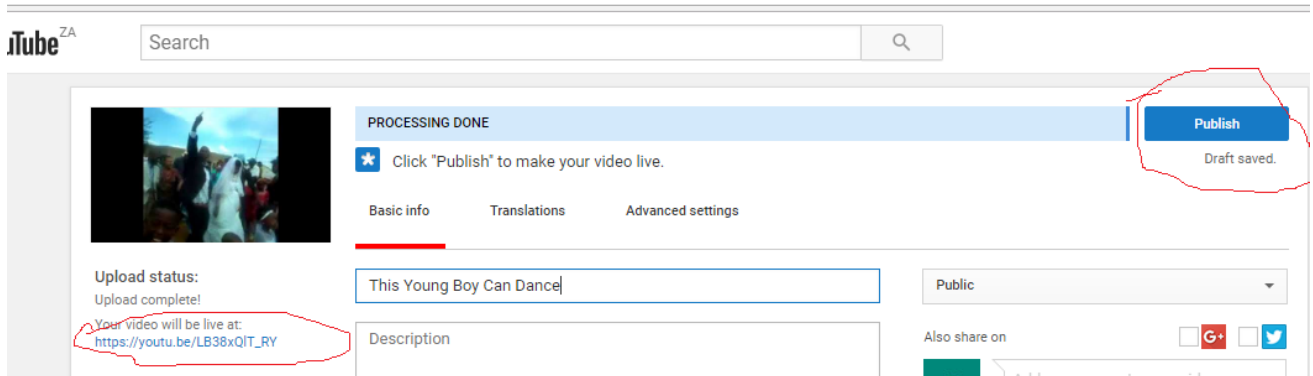 uTube ZA
Search
PROCESSING DONE
Publish
Click "Publish" to make your video live.
Draft saved.
Basic info Translations Advanced settings
Upload status:
Upload complete!
Your video will be live at:
https://youtu.be/LB38xQlT_RY
This Young Boy Can Dance
Description
Public
Also share on
G+